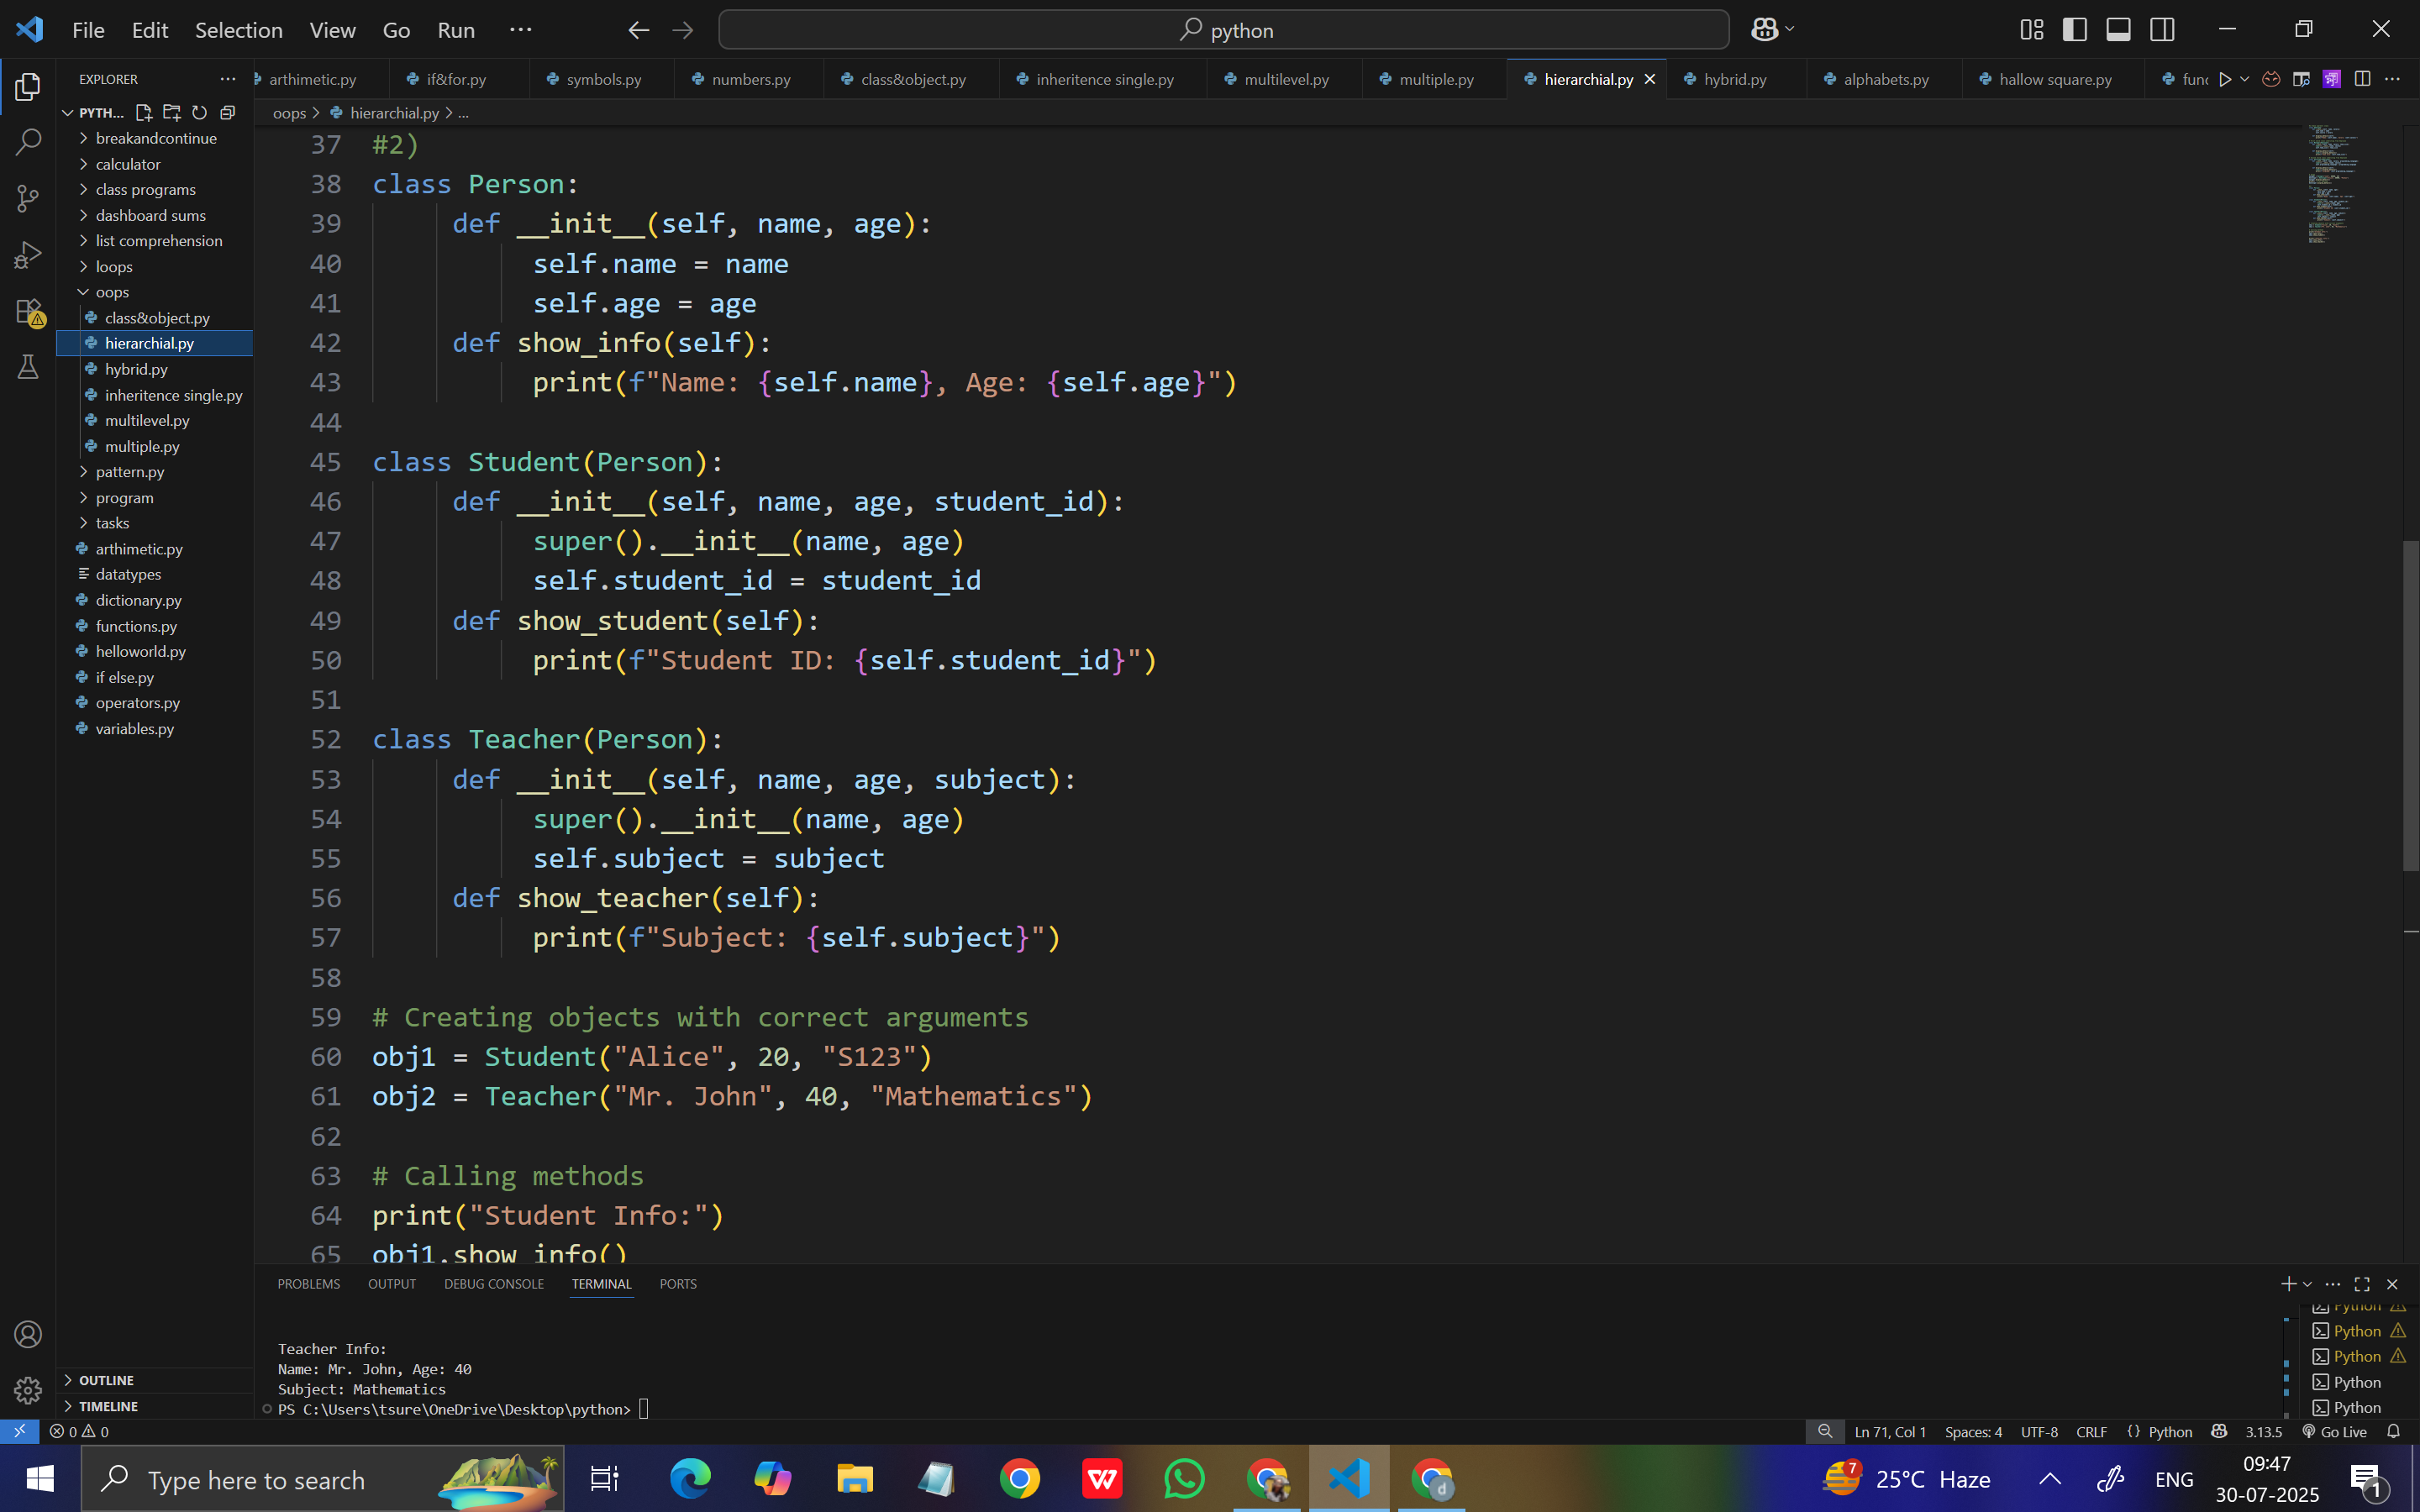 File Edit Selection View Go Run ···
python
EXPLORER
PYTH...
breakandcontinue
calculator
class programs
dashboard sums
list comprehension
loops
oops
class&object.py
hierarchial.py
hybrid.py
inheritence single.py
multilevel.py
multiple.py
pattern.py
program
tasks
arthimetic.py
datatypes
dictionary.py
functions.py
helloworld.py
if else.py
operators.py
variables.py
OUTLINE
TIMELINE
arthimetic.py if&for.py symbols.py numbers.py class&object.py inheritence single.py multilevel.py multiple.py hierarchial.py hybrid.py alphabets.py hallow square.py func
oops > hierarchial.py > ...
37 #2)
38 class Person:
39 def __init__(self, name, age):
40 self.name = name
41 self.age = age
42 def show_info(self):
43 print(f"Name: {self.name}, Age: {self.age}")
44
45 class Student(Person):
46 def __init__(self, name, age, student_id):
47 super().__init__(name, age)
48 self.student_id = student_id
49 def show_student(self):
50 print(f"Student ID: {self.student_id}")
51
52 class Teacher(Person):
53 def __init__(self, name, age, subject):
54 super().__init__(name, age)
55 self.subject = subject
56 def show_teacher(self):
57 print(f"Subject: {self.subject}")
58
59 # Creating objects with correct arguments
60 obj1 = Student("Alice", 20, "S123")
61 obj2 = Teacher("Mr. John", 40, "Mathematics")
62
63 # Calling methods
64 print("Student Info:")
65 obj1.show_info()
PROBLEMS OUTPUT DEBUG CONSOLE TERMINAL PORTS
Teacher Info:
Name: Mr. John, Age: 40
Subject: Mathematics
PS C:\Users\tsure\OneDrive\Desktop\python>
Python
Python
Python
Python
Python
0 0
Ln 71, Col 1 Spaces: 4 UTF-8 CRLF {} Python 3.13.5 Go Live
Type here to search
7
25°C Haze
ENG
09:47
30-07-2025
1